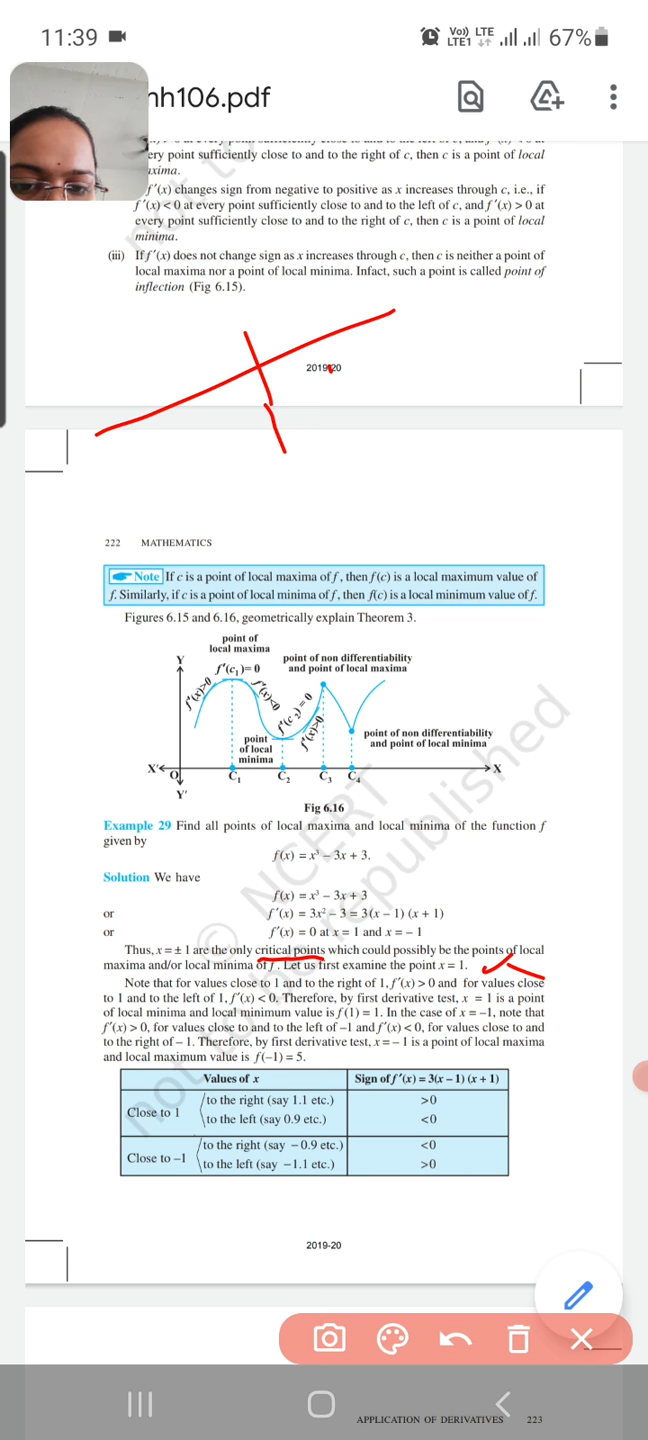 11:39
Vo)) LTE
LTE1
67%
nh106.pdf
ery point sufficiently close to and to the right of c, then c is a point of local
xima.
f′(x) changes sign from negative to positive as x increases through c, i.e., if
f′(x) < 0 at every point sufficiently close to and to the left of c, and f′(x) > 0 at
every point sufficiently close to and to the right of c, then c is a point of local
minima.
(iii) If f′(x) does not change sign as x increases through c, then c is neither a point of
local maxima nor a point of local minima. Infact, such a point is called point of
inflection (Fig 6.15).
2019-20
222 MATHEMATICS
Note If c is a point of local maxima of f, then f(c) is a local maximum value of
f. Similarly, if c is a point of local minima of f, then f(c) is a local minimum value of f.
Figures 6.15 and 6.16, geometrically explain Theorem 3.
point of
local maxima
Y
f′(c₁)=0
point of non differentiability
and point of local maxima
f′(x)>0
f′(x)<0
f′(c₂)=0
f′(x)>0
point
of local
minima
point of non differentiability
and point of local minima
X′ O C₁ C₂ C₃ C₄ X
Y′
Fig 6.16
Example 29 Find all points of local maxima and local minima of the function f
given by
f(x) = x³ – 3x + 3.
Solution We have
f(x) = x³ – 3x + 3
or f′(x) = 3x² – 3 = 3(x – 1) (x + 1)
or f′(x) = 0 at x = 1 and x = – 1
Thus, x = ± 1 are the only critical points which could possibly be the points of local
maxima and/or local minima of f . Let us first examine the point x = 1.
Note that for values close to 1 and to the right of 1, f′(x) > 0 and for values close
to 1 and to the left of 1, f′(x) < 0. Therefore, by first derivative test, x = 1 is a point
of local minima and local minimum value is f(1) = 1. In the case of x = –1, note that
f′(x) > 0, for values close to and to the left of –1 and f′(x) < 0, for values close to and
to the right of – 1. Therefore, by first derivative test, x = – 1 is a point of local maxima
and local maximum value is f(–1) = 5.
Values of x Sign of f′(x) = 3(x – 1) (x + 1)
Close to 1 to the right (say 1.1 etc.) >0
to the left (say 0.9 etc.) <0
Close to –1 to the right (say –0.9 etc.) <0
to the left (say –1.1 etc.) >0
© NCERT
not to be republished
2019-20
APPLICATION OF DERIVATIVES 223